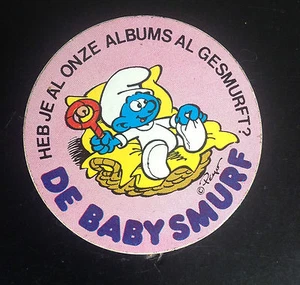 HEB JE AL ONZE ALBUMS AL GESMURFT?
© Peyo
DE BABY SMURF